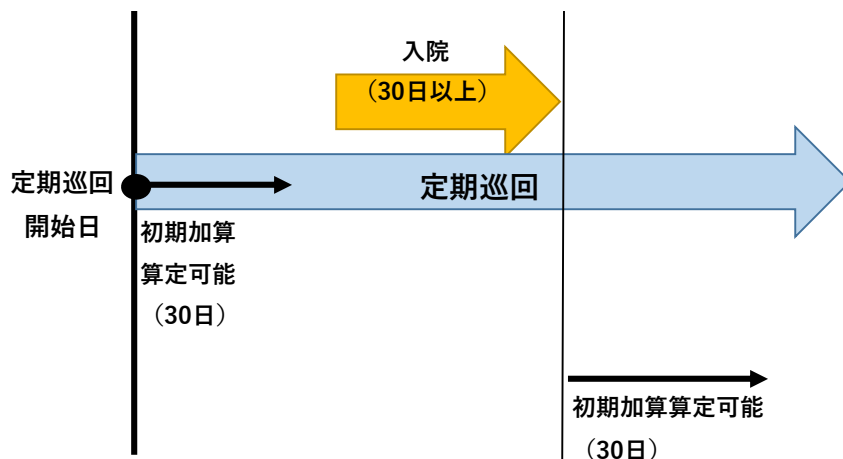 入院
（30日以上）
定期巡回
開始日
定期巡回
初期加算
算定可能
（30日）
初期加算算定可能
（30日）